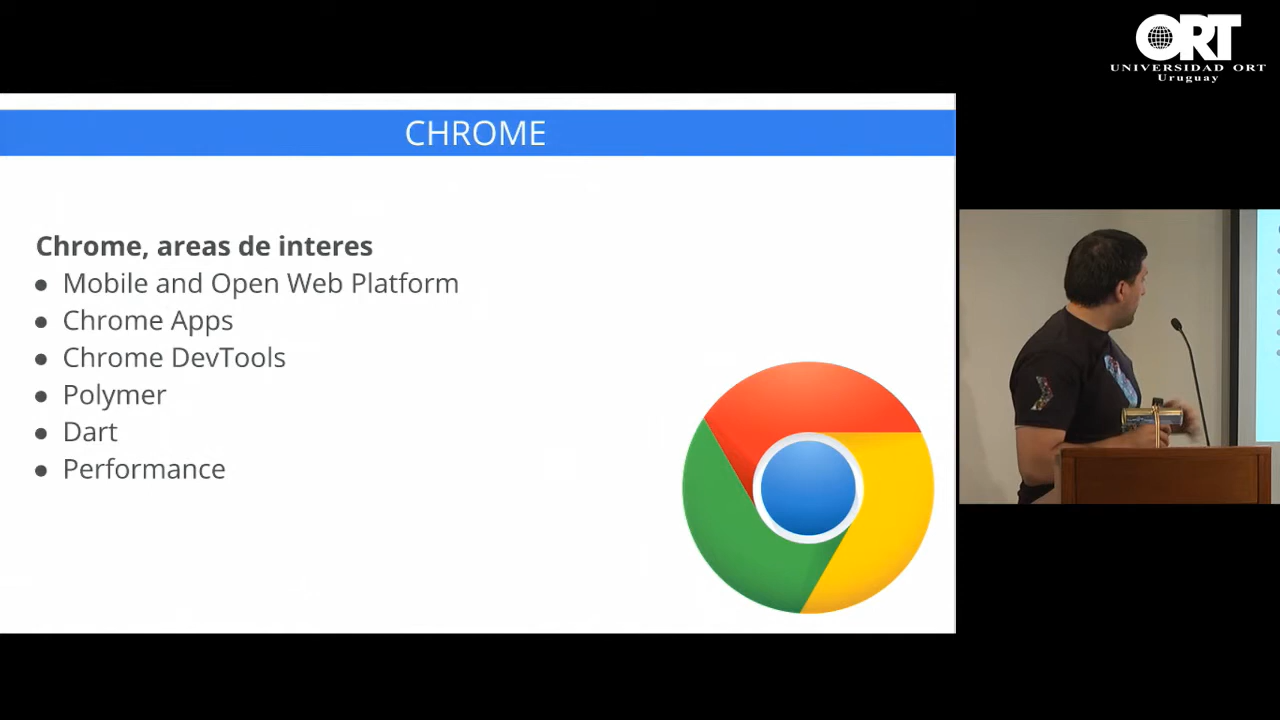 ORT
UNIVERSIDAD ORT
Uruguay
CHROME
Chrome, areas de interes
● Mobile and Open Web Platform
● Chrome Apps
● Chrome DevTools
● Polymer
● Dart
● Performance